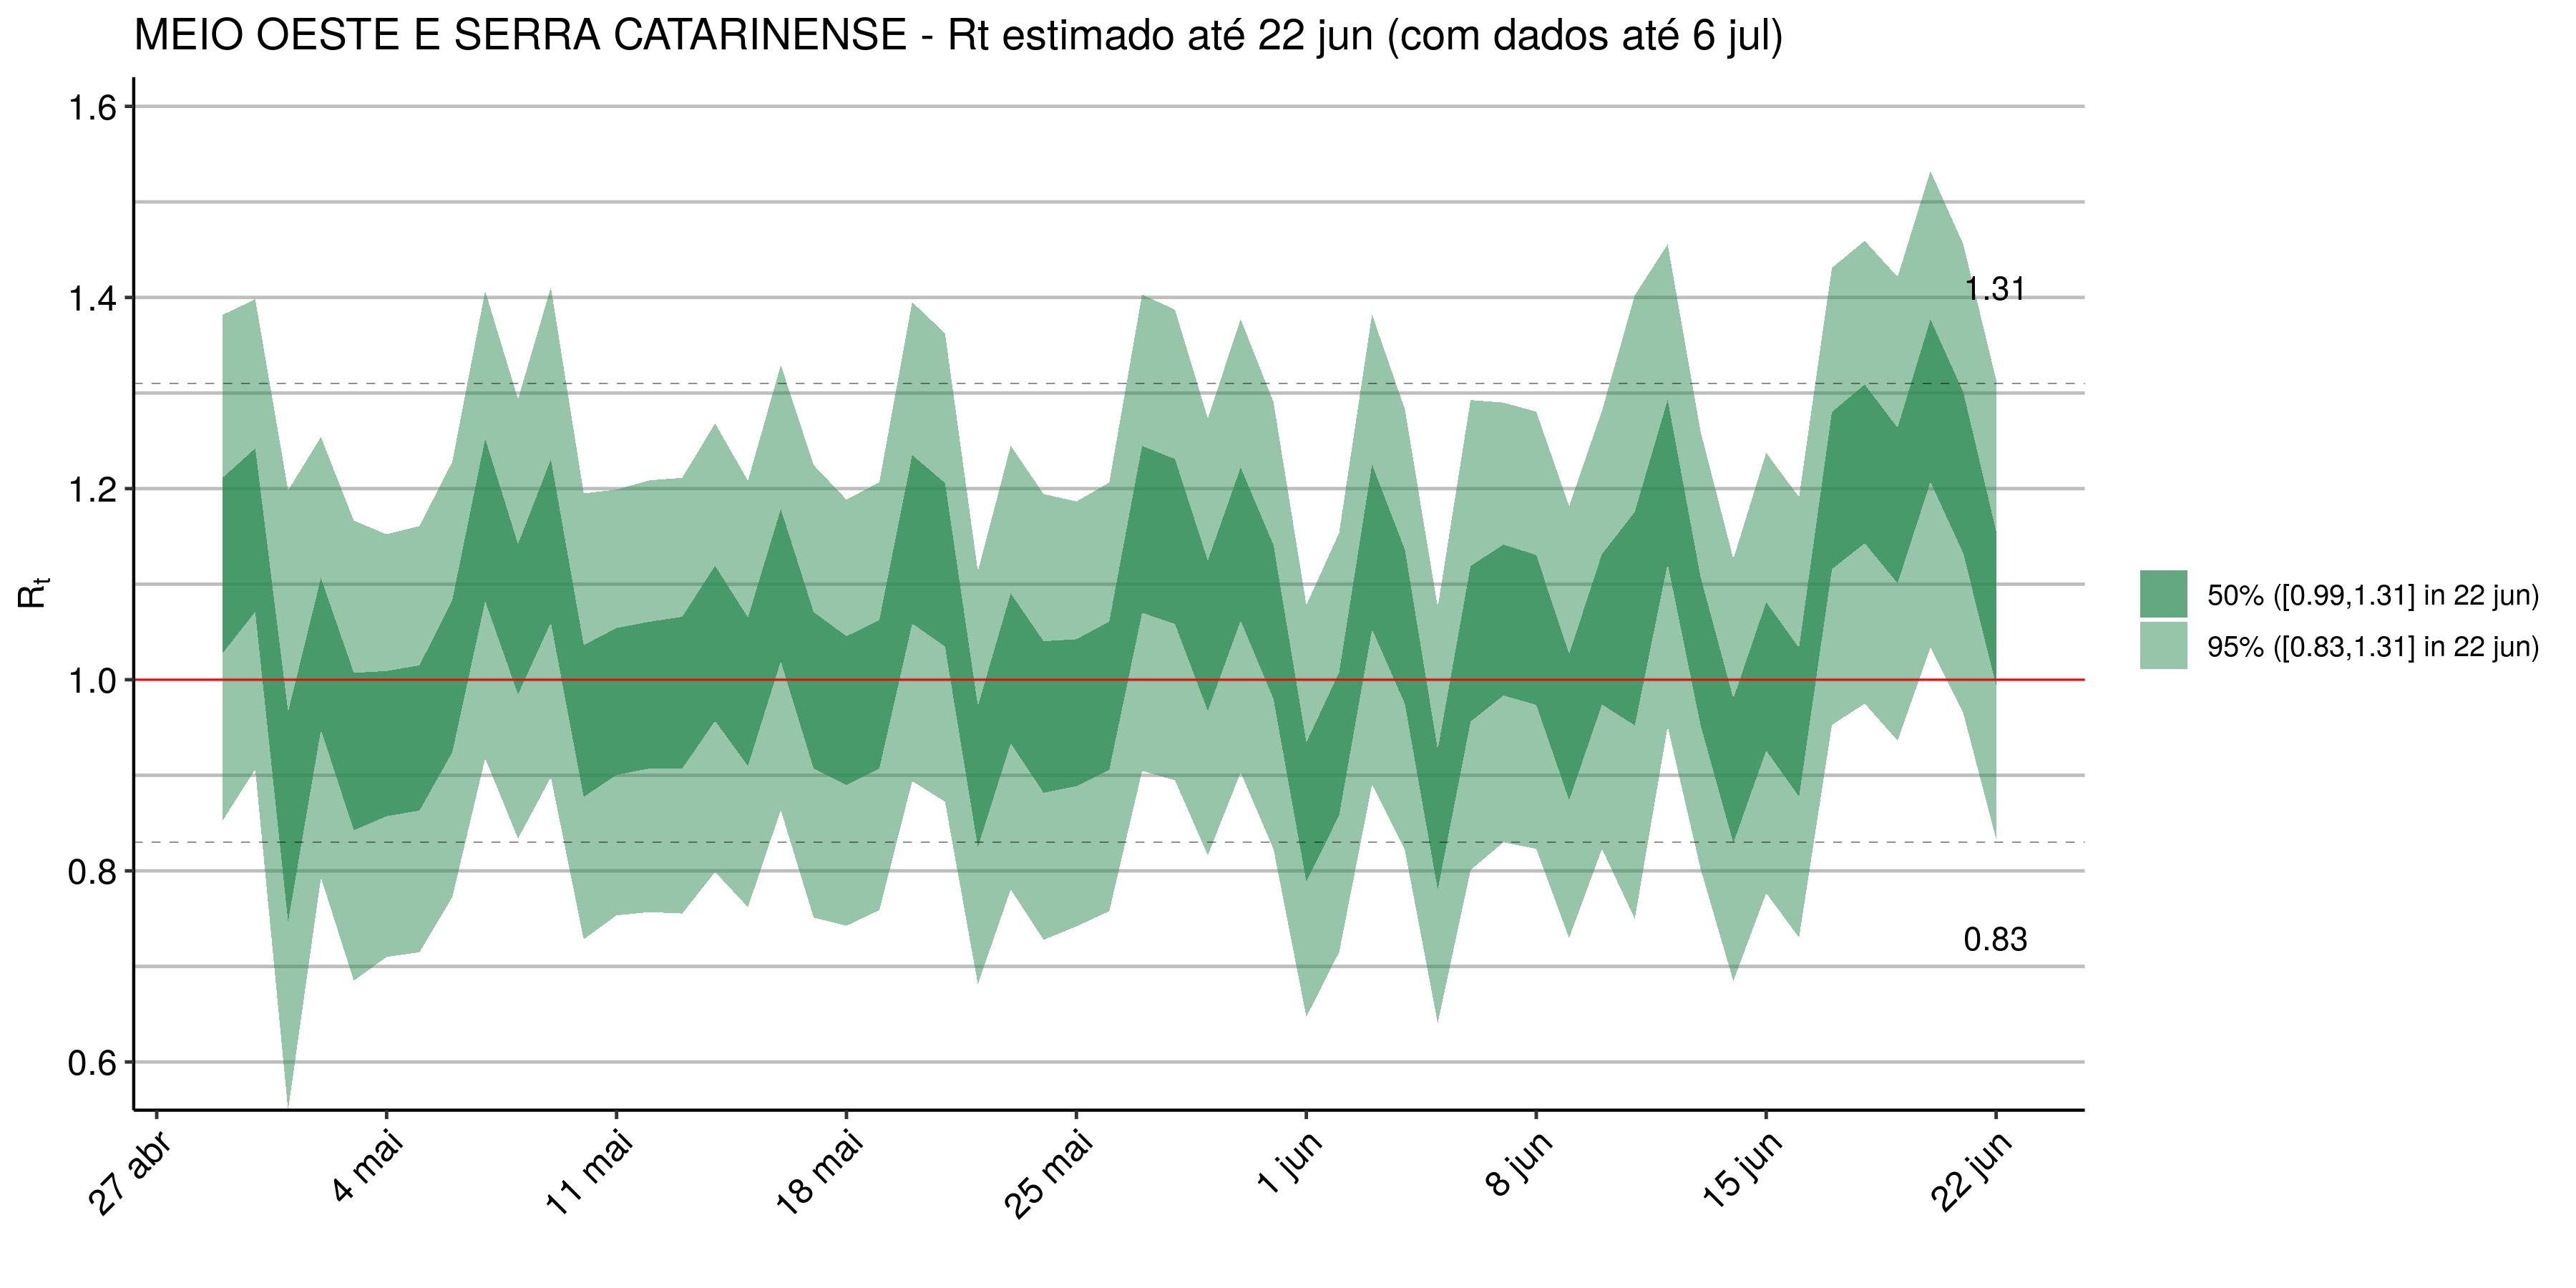 MEIO OESTE E SERRA CATARINENSE - Rt estimado até 22 jun (com dados até 6 jul)
1.6
1.4
1.2
1.0
0.8
0.6
Rt
1.31
0.83
50% ([0.99,1.31] in 22 jun)
95% ([0.83,1.31] in 22 jun)
27 abr
4 mai
11 mai
18 mai
25 mai
1 jun
8 jun
15 jun
22 jun